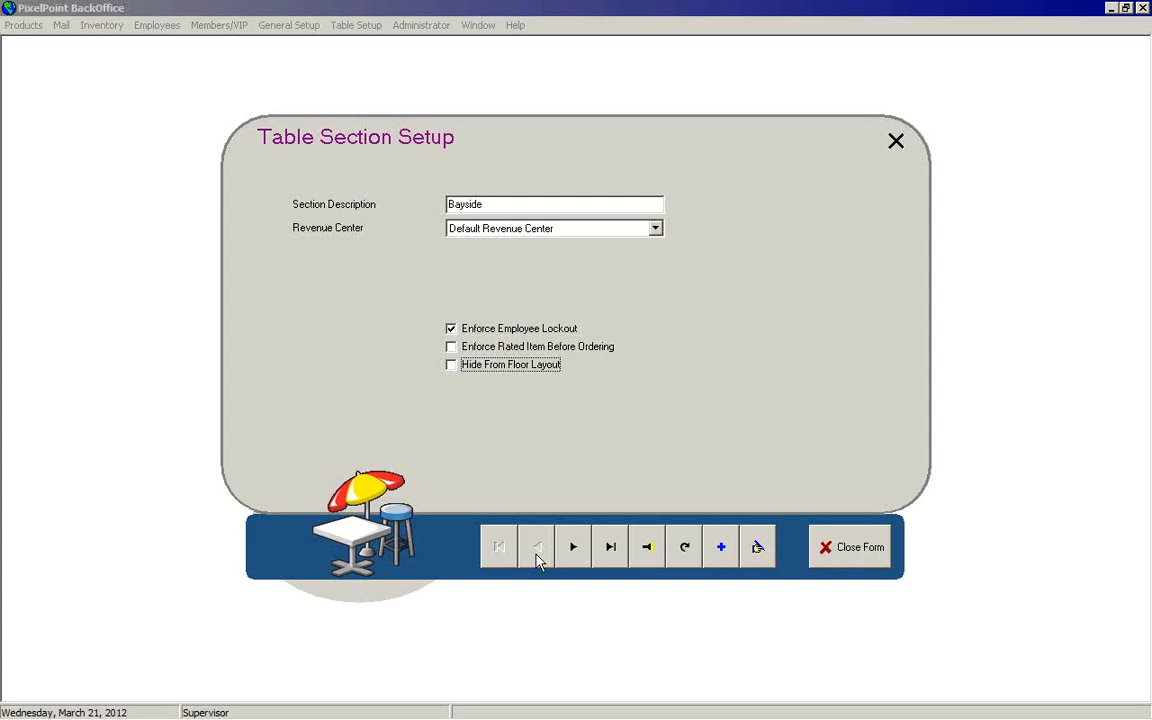 PixelPoint BackOffice
Products Mail Inventory Employees Members/VIP General Setup Table Setup Administrator Window Help
Table Section Setup
Section Description Bayside
Revenue Center Default Revenue Center
Enforce Employee Lockout
Enforce Rated Item Before Ordering
Hide From Floor Layout
Close Form
Wednesday, March 21, 2012 Supervisor